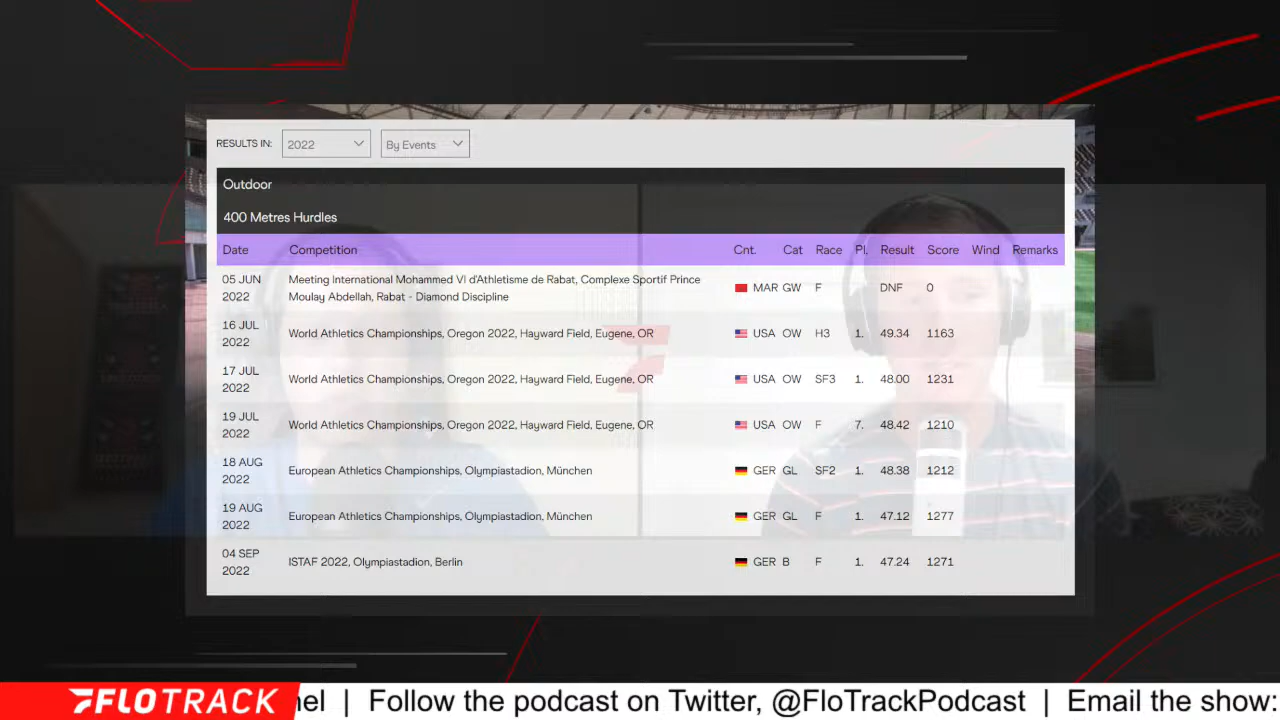 RESULTS IN: 2022 By Events
Outdoor
400 Metres Hurdles
Date Competition Cnt. Cat Race Pl. Result Score Wind Remarks
05 JUN 2022 Meeting International Mohammed VI d'Athletisme de Rabat, Complexe Sportif Prince
Moulay Abdellah, Rabat - Diamond Discipline MAR GW F DNF 0
16 JUL 2022 World Athletics Championships, Oregon 2022, Hayward Field, Eugene, OR USA OW H3 1. 49.34 1163
17 JUL 2022 World Athletics Championships, Oregon 2022, Hayward Field, Eugene, OR USA OW SF3 1. 48.00 1231
19 JUL 2022 World Athletics Championships, Oregon 2022, Hayward Field, Eugene, OR USA OW F 7. 48.42 1210
18 AUG 2022 European Athletics Championships, Olympiastadion, München GER GL SF2 1. 48.38 1212
19 AUG 2022 European Athletics Championships, Olympiastadion, München GER GL F 1. 47.12 1277
04 SEP 2022 ISTAF 2022, Olympiastadion, Berlin GER B F 1. 47.24 1271
FLOTRACK nel | Follow the podcast on Twitter, @FloTrackPodcast | Email the show: